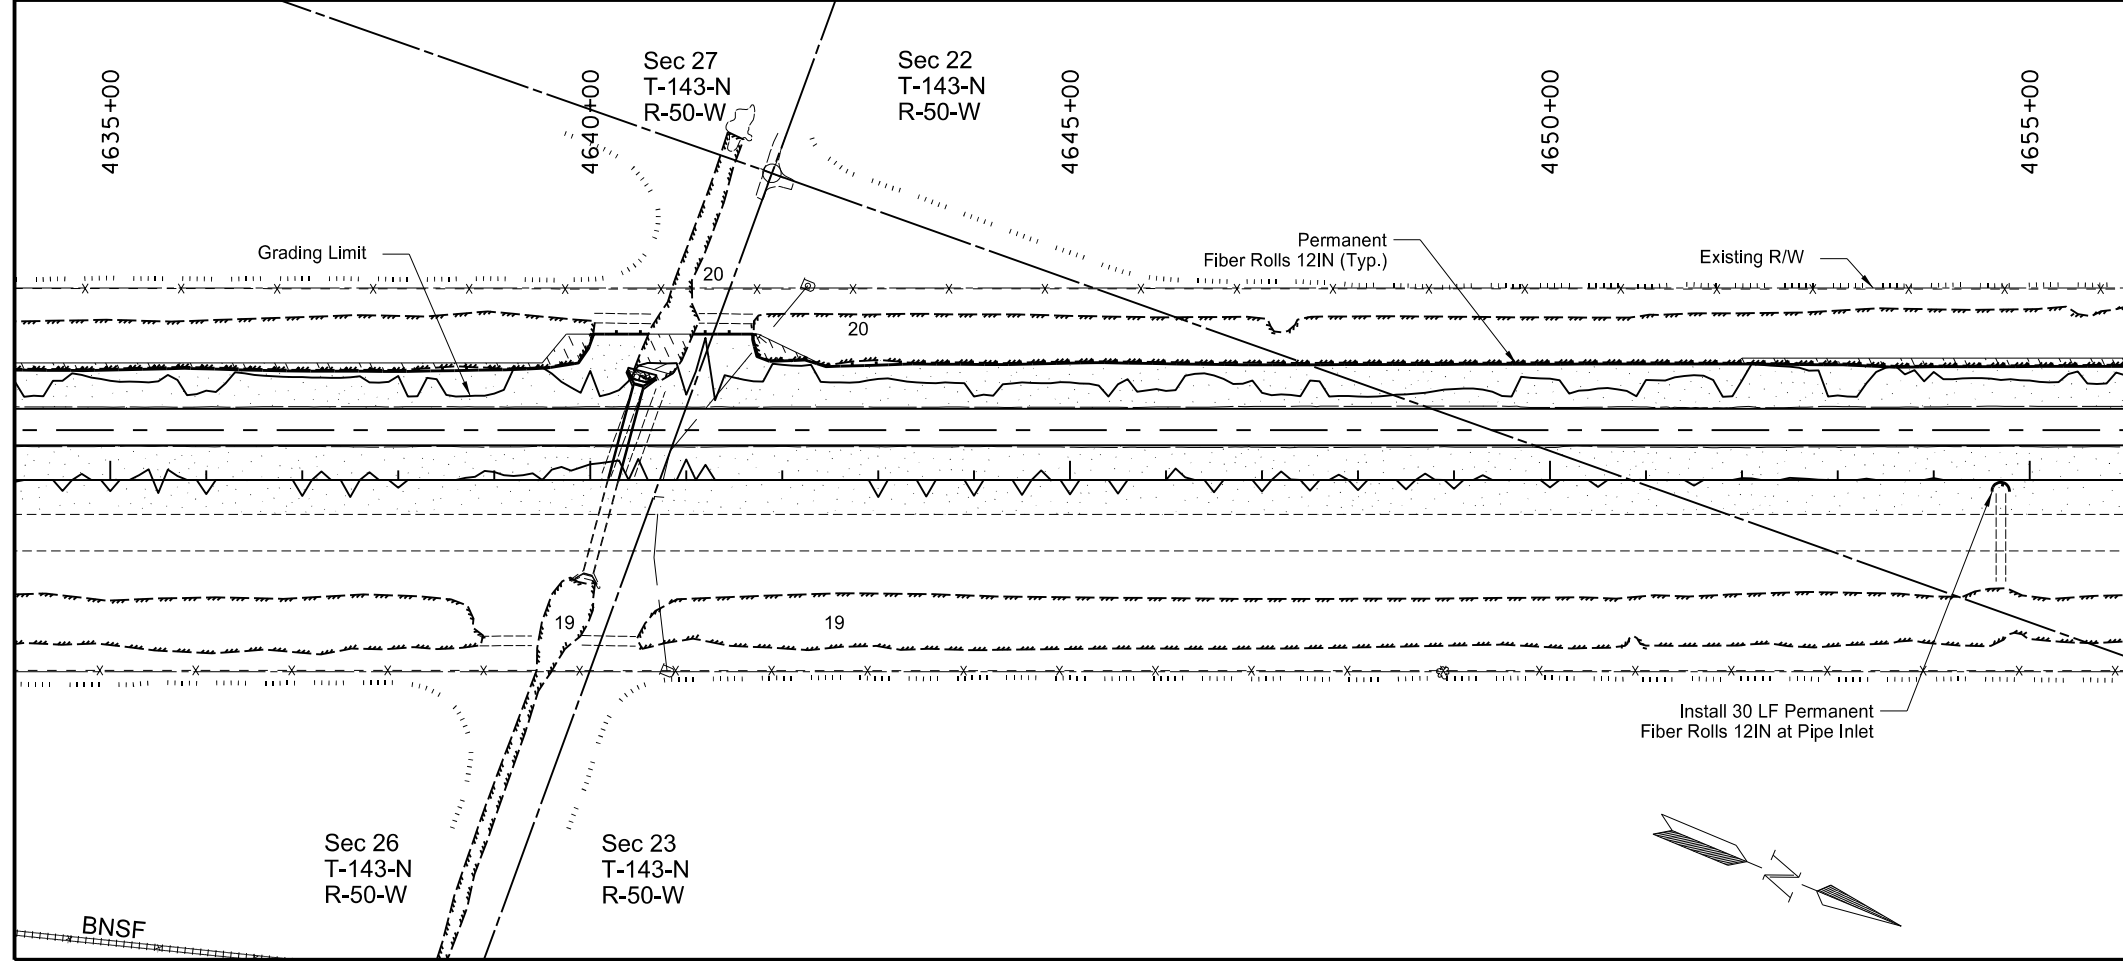 4635+00
4640+00
4645+00
4650+00
4655+00
Sec 27
T-143-N
R-50-W
Sec 22
T-143-N
R-50-W
Grading Limit
Permanent
Fiber Rolls 12IN (Typ.)
Existing R/W
20
20
19
19
Install 30 LF Permanent
Fiber Rolls 12IN at Pipe Inlet
Sec 26
T-143-N
R-50-W
Sec 23
T-143-N
R-50-W
N
BNSF